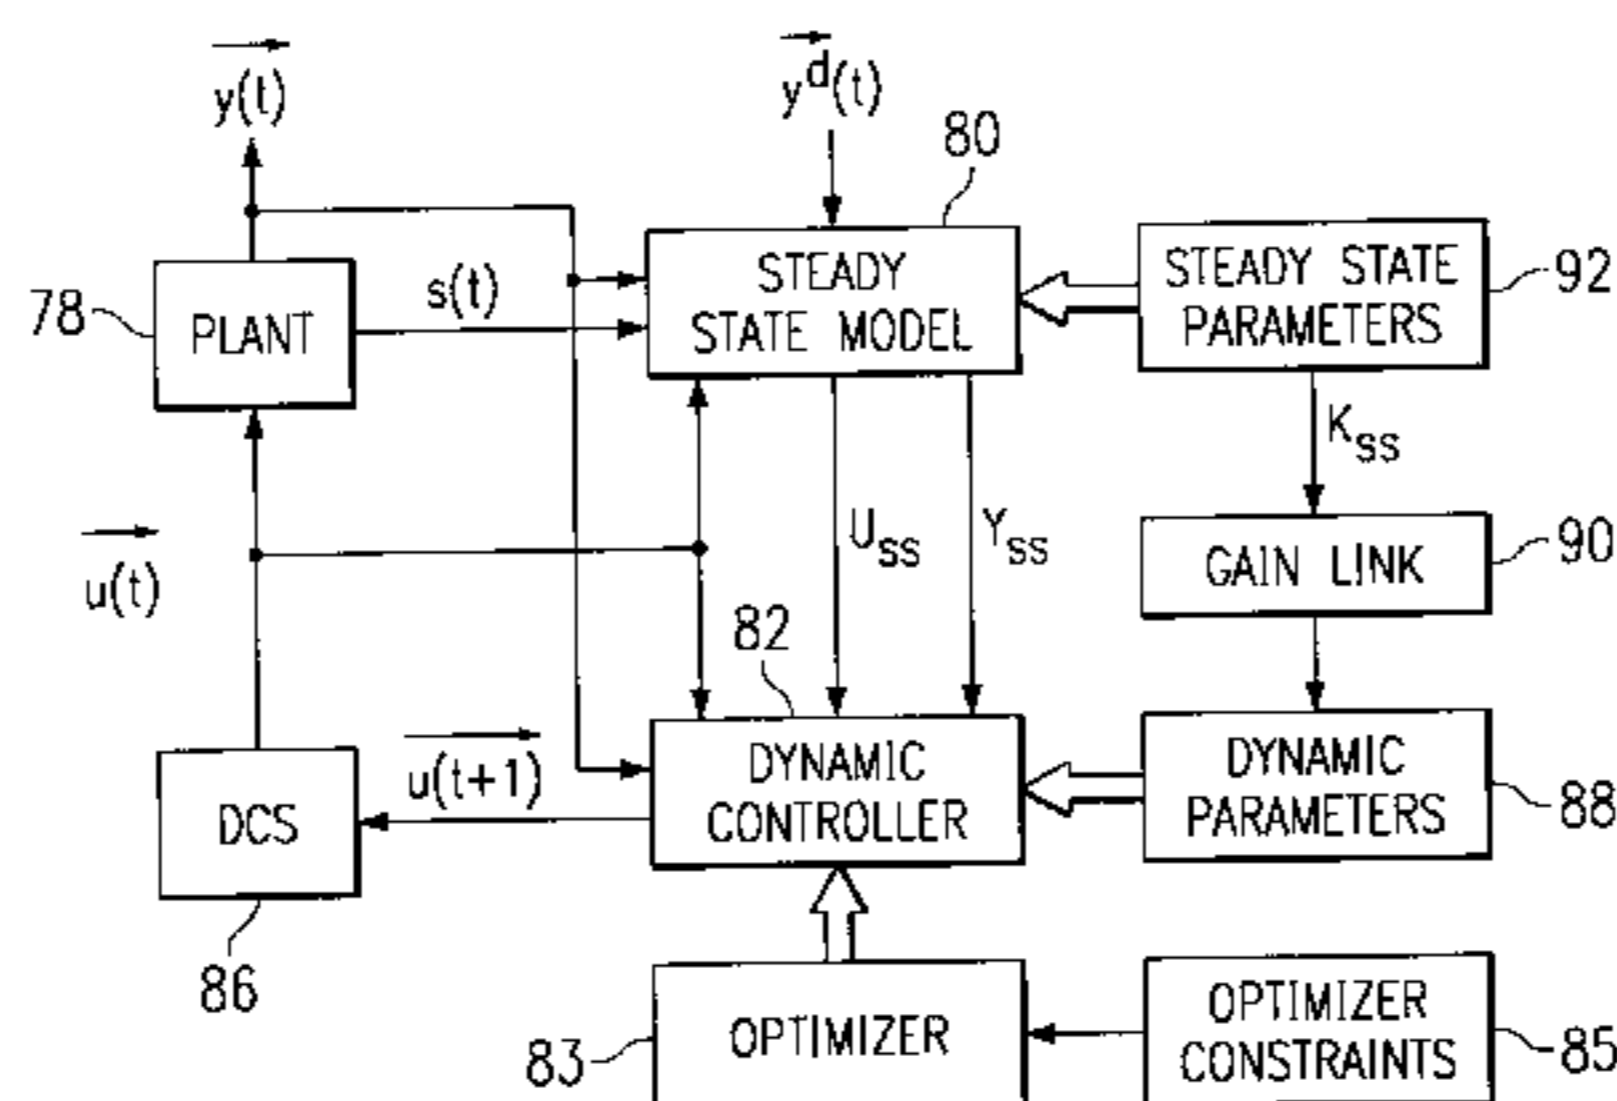 y(t)
y^d(t)
80
STEADY
STATE MODEL
STEADY STATE
PARAMETERS
92
78
PLANT
s(t)
K_ss
u(t)
U_ss
Y_ss
GAIN LINK
90
82
u(t+1)
DCS
86
DYNAMIC
CONTROLLER
DYNAMIC
PARAMETERS
88
83
OPTIMIZER
OPTIMIZER
CONSTRAINTS
85